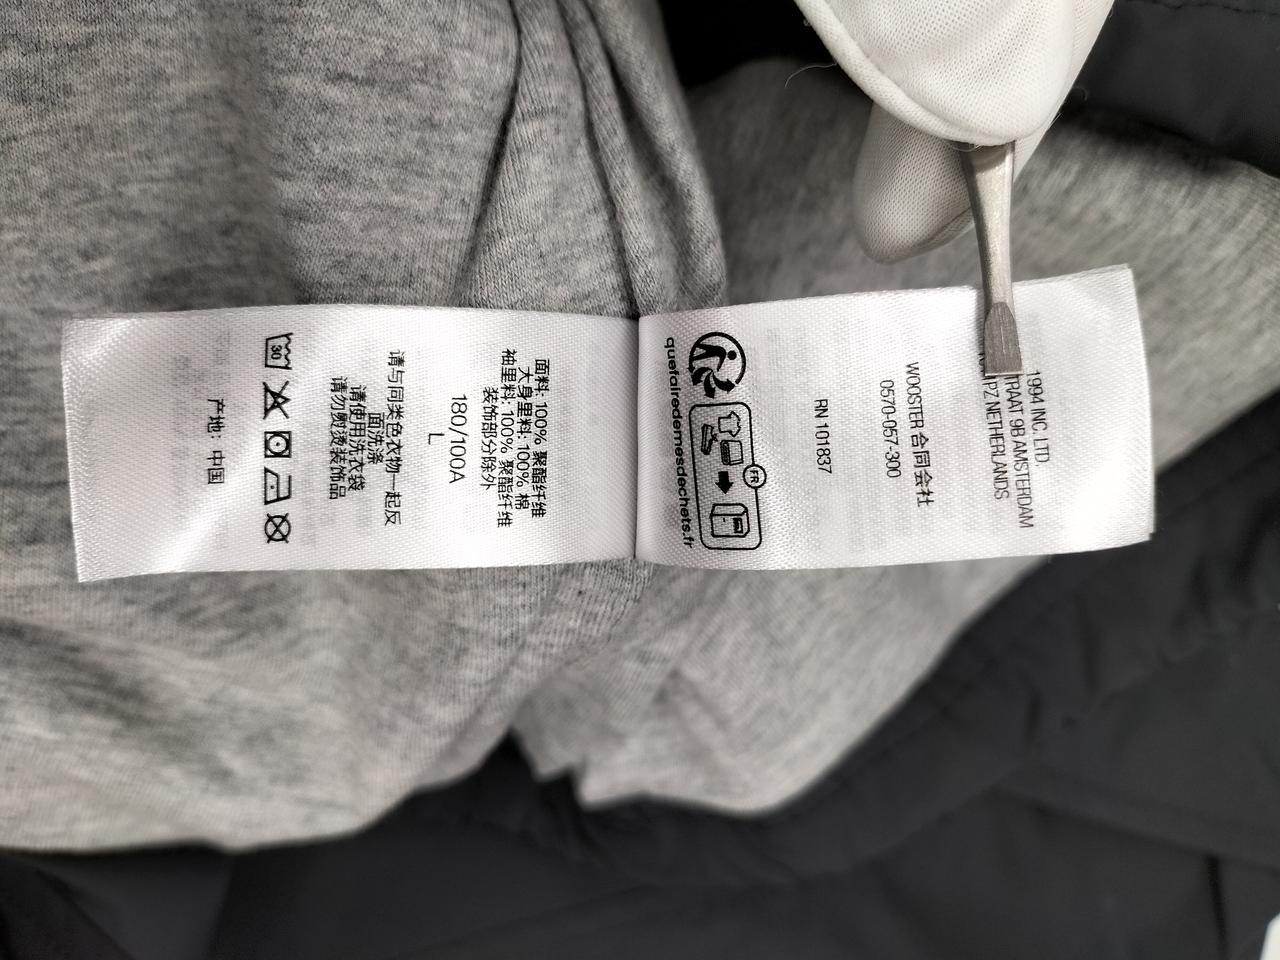 1994 INC. LTD.
RAAT 9B AMSTERDAM
PZ NETHERLANDS
WOOSTER 合同会社
0570-057-300
RN 101837
FR
quefairedemesdechets.fr
面料: 100% 聚酯纤维
大身里料: 100% 棉
袖里料: 100% 聚酯纤维
装饰部分除外
180/100A
L
请与同类色衣物一起反
面洗涤
请使用洗衣袋
请勿熨烫装饰品
30
产地: 中国